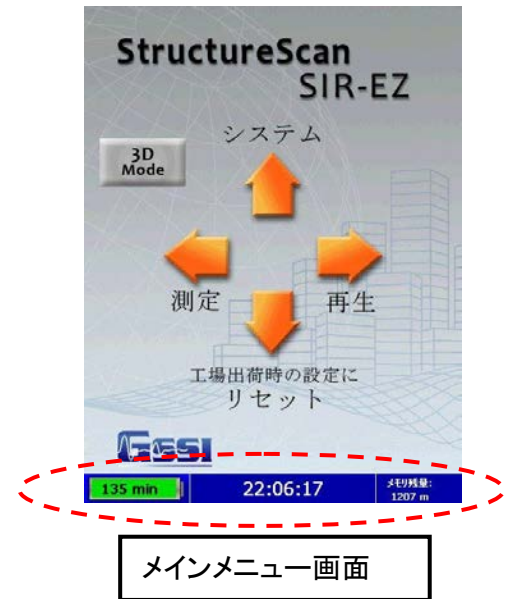 StructureScan
SIR-EZ
システム
3D
Mode
測定
再生
工場出荷時の設定に
リセット
GSSI
135 min
22:06:17
メモリ残量:
1207 m
メインメニュー画面